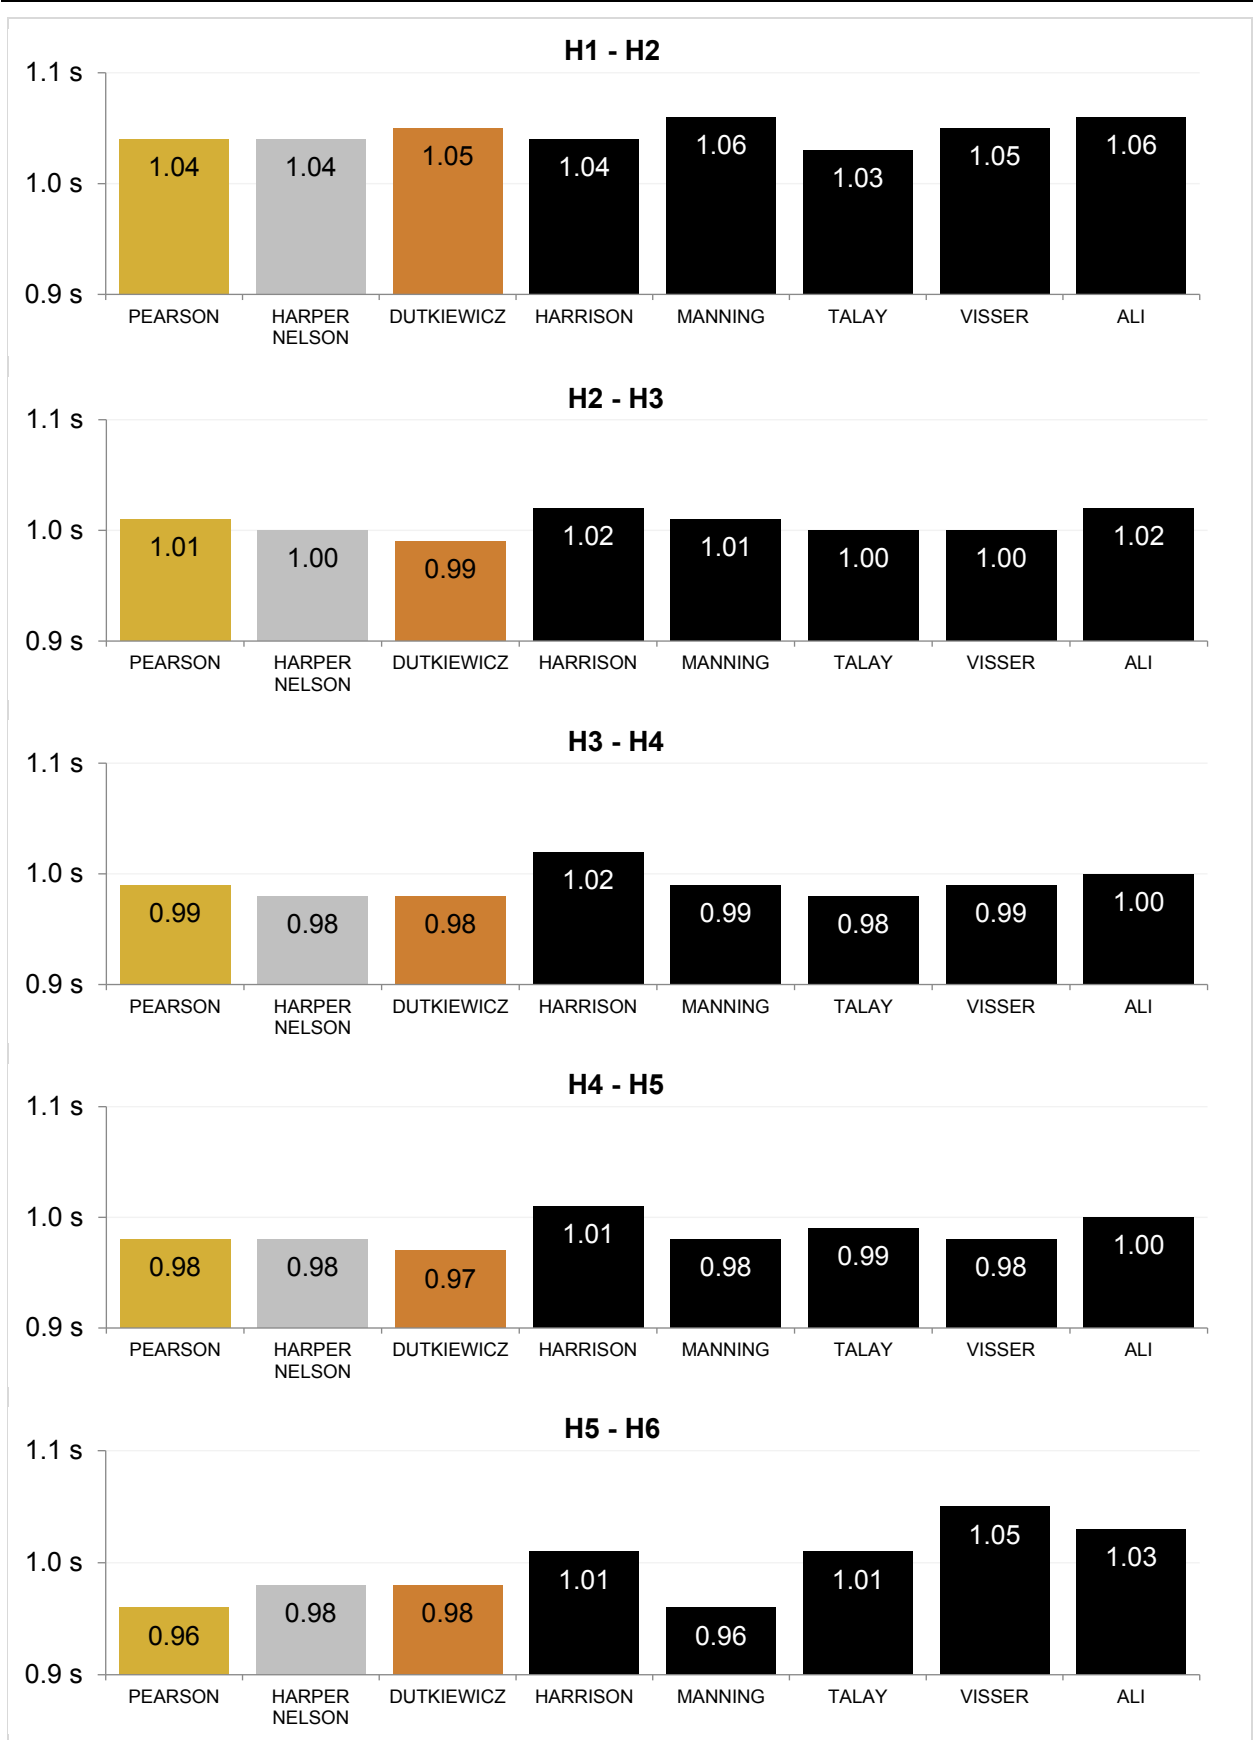 H1 - H2
1.1 s
1.0 s
0.9 s
1.04
1.04
1.05
1.04
1.06
1.03
1.05
1.06
PEARSON
HARPER
NELSON
DUTKIEWICZ
HARRISON
MANNING
TALAY
VISSER
ALI
H2 - H3
1.1 s
1.0 s
0.9 s
1.01
1.00
0.99
1.02
1.01
1.00
1.00
1.02
PEARSON
HARPER
NELSON
DUTKIEWICZ
HARRISON
MANNING
TALAY
VISSER
ALI
H3 - H4
1.1 s
1.0 s
0.9 s
0.99
0.98
0.98
1.02
0.99
0.98
0.99
1.00
PEARSON
HARPER
NELSON
DUTKIEWICZ
HARRISON
MANNING
TALAY
VISSER
ALI
H4 - H5
1.1 s
1.0 s
0.9 s
0.98
0.98
0.97
1.01
0.98
0.99
0.98
1.00
PEARSON
HARPER
NELSON
DUTKIEWICZ
HARRISON
MANNING
TALAY
VISSER
ALI
H5 - H6
1.1 s
1.0 s
0.9 s
0.96
0.98
0.98
1.01
0.96
1.01
1.05
1.03
PEARSON
HARPER
NELSON
DUTKIEWICZ
HARRISON
MANNING
TALAY
VISSER
ALI